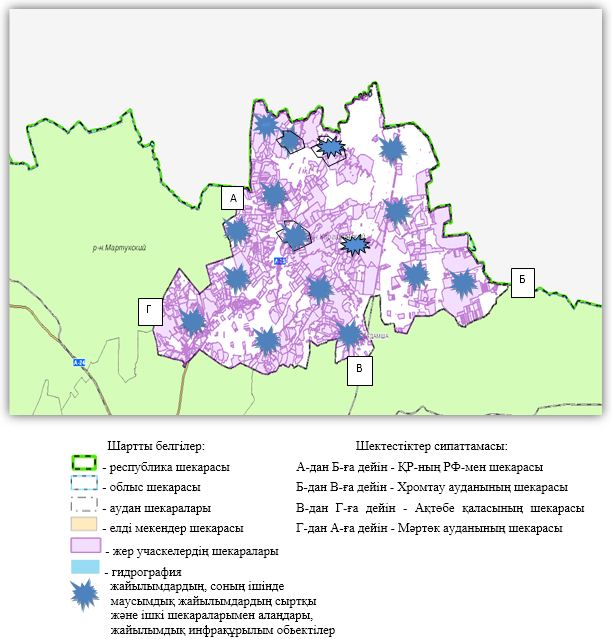 А
Б
р-н. Мартукский
А-25
Г
А-24
В
Шартты белгілер:
- республика шекарасы
- облыс шекарасы
- аудан шекаралары
- елді мекендер шекарасы
- жер учаскелердің шекаралары
- гидрография
жайылымдардың, соның ішінде
маусымдық жайылымдардың сыртқы
және ішкі шекараларымен алаңдары,
жайылымдық инфрақұрылым обьектілер
Шектестіктер сипаттамасы:
А-дан Б-ға дейін - ҚР-ның РФ-мен шекарасы
Б-дан В-ға дейін - Хромтау ауданының шекарасы
В-дан Г-ға дейін - Ақтөбе қаласының шекарасы
Г-дан А-ға дейін - Мәртөк ауданының шекарасы